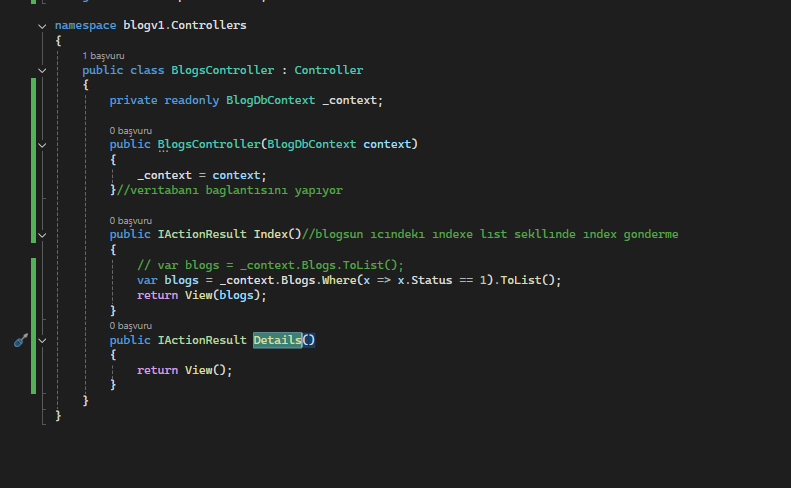 namespace blogv1.Controllers
{
1 başvuru
public class BlogsController : Controller
{
private readonly BlogDbContext _context;
0 başvuru
public BlogsController(BlogDbContext context)
{
_context = context;
}//verıtabanı baglantısını yapıyor
0 başvuru
public IActionResult Index()//blogsun ıcındekı ındexe lıst sekllınde ındex gonderme
{
// var blogs = _context.Blogs.ToList();
var blogs = _context.Blogs.Where(x => x.Status == 1).ToList();
return View(blogs);
}
0 başvuru
public IActionResult Details()
{
return View();
}
}
}